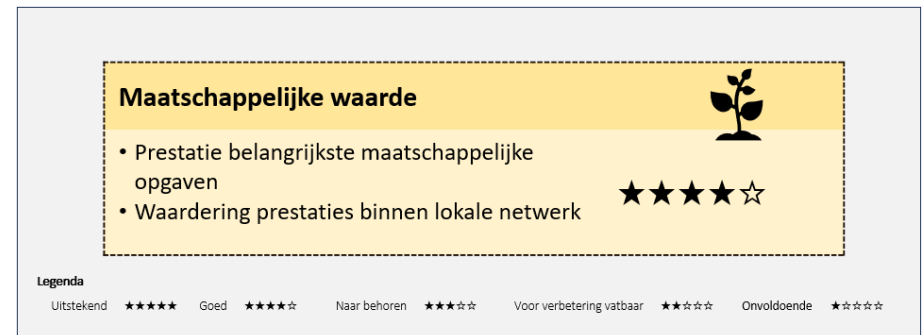 Maatschappelijke waarde
• Prestatie belangrijkste maatschappelijke
opgaven
★★★★☆
• Waardering prestaties binnen lokale netwerk
Legenda
Uitstekend ★★★★★ Goed ★★★★☆ Naar behoren ★★★☆☆ Voor verbetering vatbaar ★★☆☆☆ Onvoldoende ★☆☆☆☆